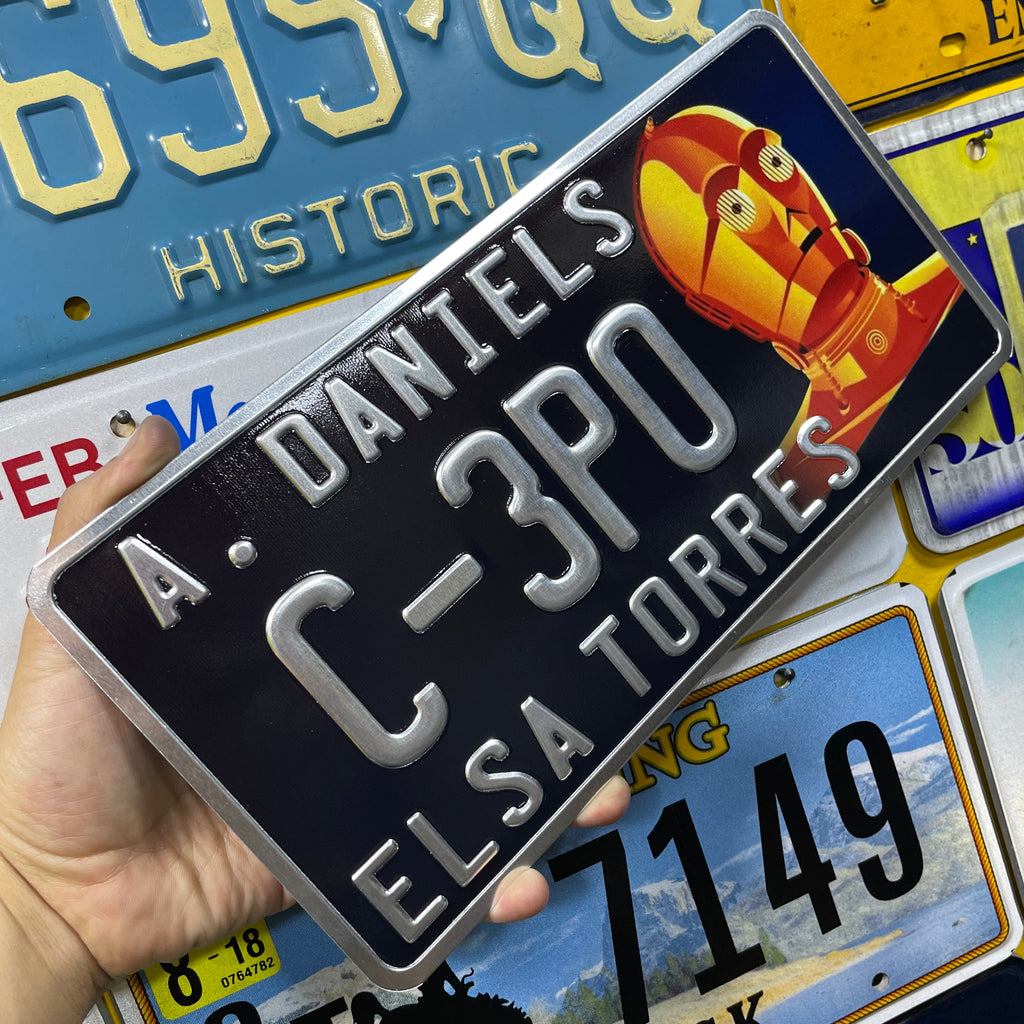 695·QQ
HISTORIC
A. DANIELS
C-3PO
ELSA TORRES
8-18
0764782
7149